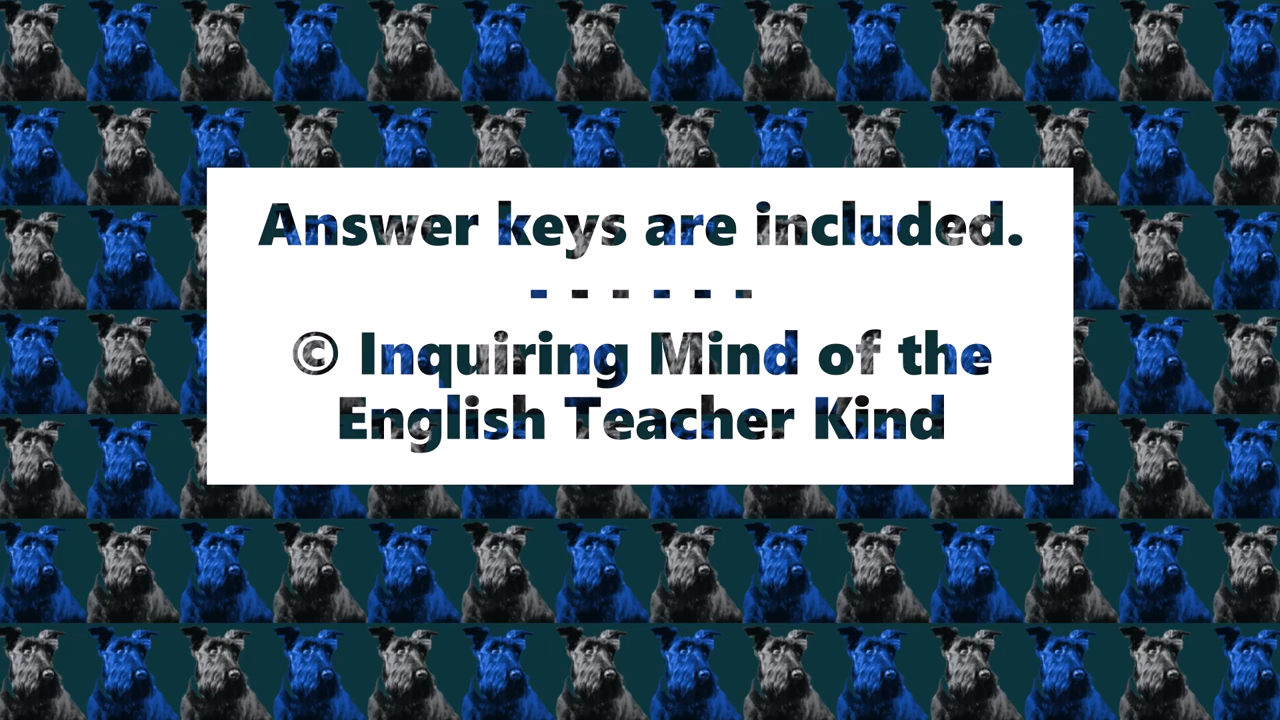 Answer keys are included.
- - - - - -
© Inquiring Mind of the
English Teacher Kind